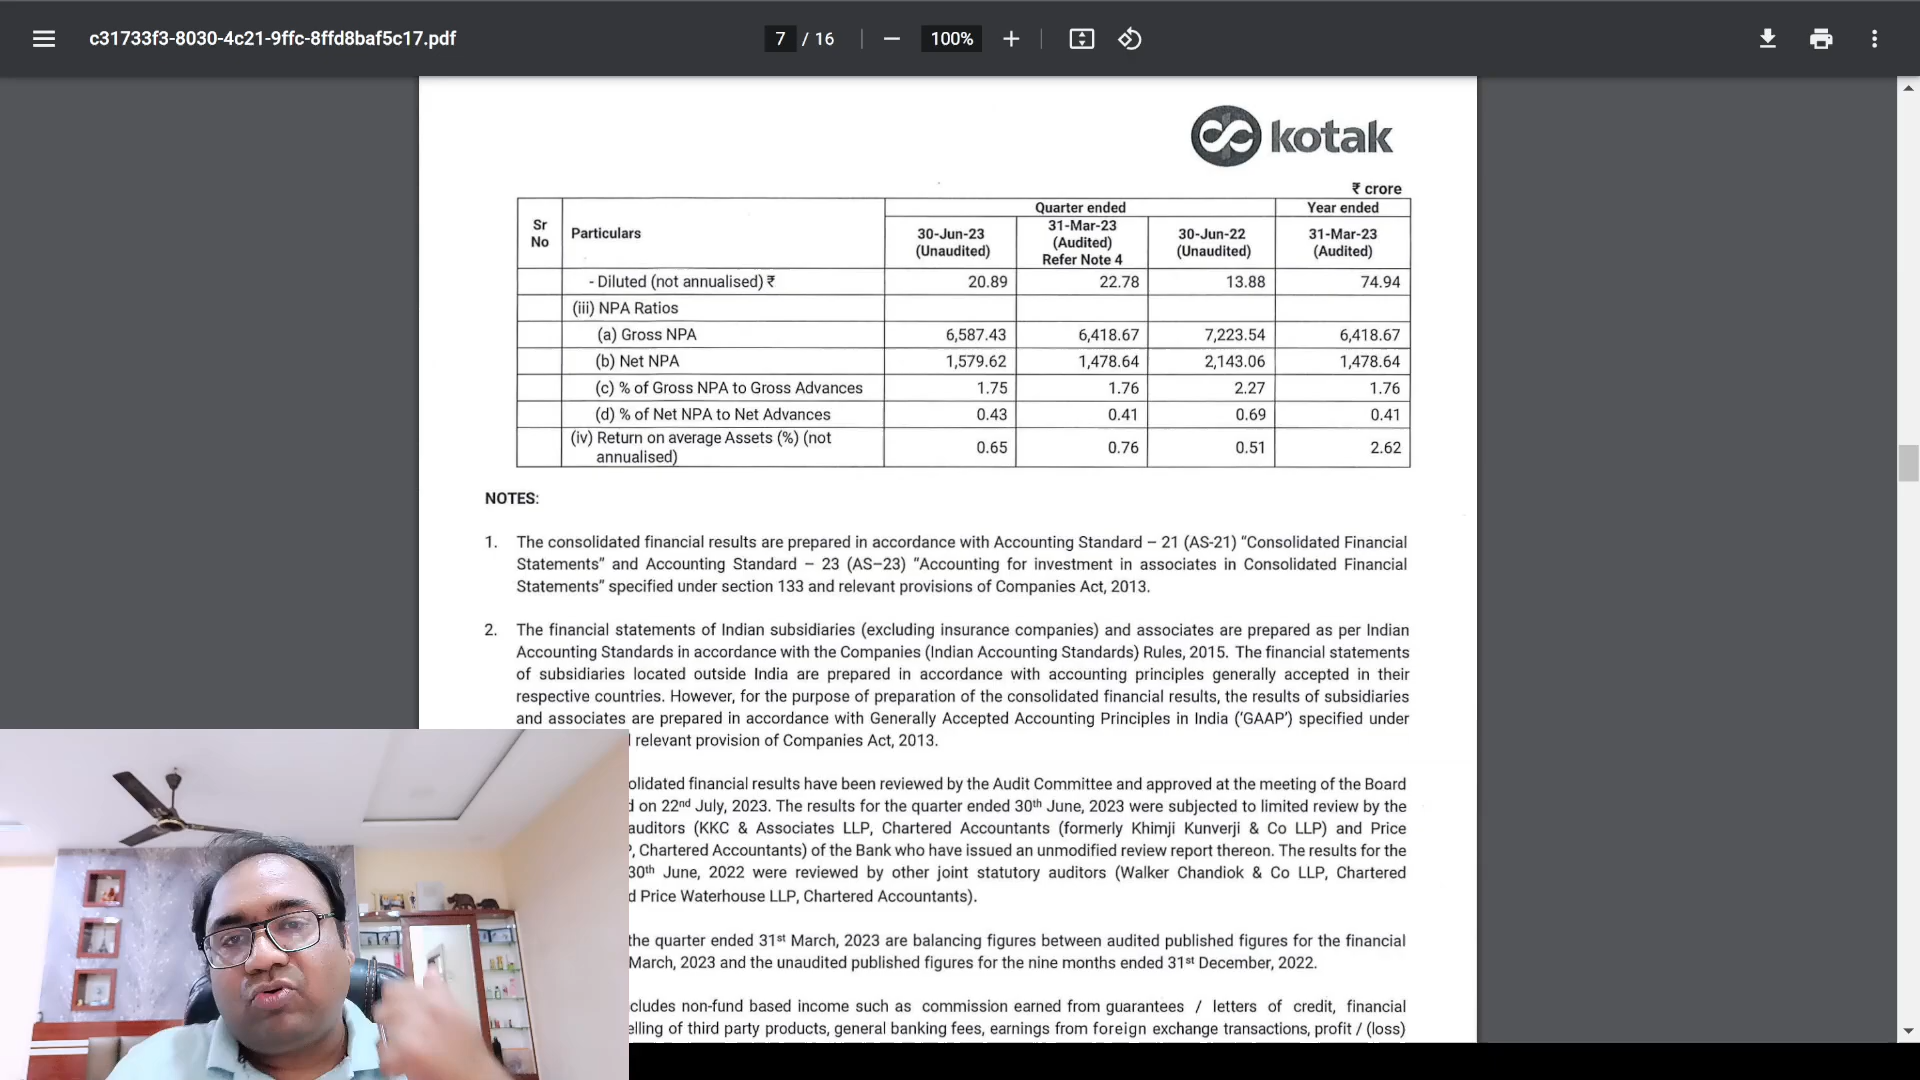 c31733f3-8030-4c21-9ffc-8ffd8baf5c17.pdf
7 / 16
100%
kotak
₹ crore
Sr No Particulars Quarter ended Year ended
30-Jun-23 (Unaudited) 31-Mar-23 (Audited) Refer Note 4 30-Jun-22 (Unaudited) 31-Mar-23 (Audited)
- Diluted (not annualised) ₹ 20.89 22.78 13.88 74.94
(iii) NPA Ratios
(a) Gross NPA 6,587.43 6,418.67 7,223.54 6,418.67
(b) Net NPA 1,579.62 1,478.64 2,143.06 1,478.64
(c) % of Gross NPA to Gross Advances 1.75 1.76 2.27 1.76
(d) % of Net NPA to Net Advances 0.43 0.41 0.69 0.41
(iv) Return on average Assets (%) (not annualised) 0.65 0.76 0.51 2.62
NOTES:
1. The consolidated financial results are prepared in accordance with Accounting Standard – 21 (AS-21) “Consolidated Financial
Statements” and Accounting Standard – 23 (AS–23) “Accounting for investment in associates in Consolidated Financial
Statements” specified under section 133 and relevant provisions of Companies Act, 2013.
2. The financial statements of Indian subsidiaries (excluding insurance companies) and associates are prepared as per Indian
Accounting Standards in accordance with the Companies (Indian Accounting Standards) Rules, 2015. The financial statements
of subsidiaries located outside India are prepared in accordance with accounting principles generally accepted in their
respective countries. However, for the purpose of preparation of the consolidated financial results, the results of subsidiaries
and associates are prepared in accordance with Generally Accepted Accounting Principles in India (‘GAAP’) specified under
relevant provision of Companies Act, 2013.
olidated financial results have been reviewed by the Audit Committee and approved at the meeting of the Board
on 22nd July, 2023. The results for the quarter ended 30th June, 2023 were subjected to limited review by the
auditors (KKC & Associates LLP, Chartered Accountants (formerly Khimji Kunverji & Co LLP) and Price
, Chartered Accountants) of the Bank who have issued an unmodified review report thereon. The results for the
30th June, 2022 were reviewed by other joint statutory auditors (Walker Chandiok & Co LLP, Chartered
d Price Waterhouse LLP, Chartered Accountants).
the quarter ended 31st March, 2023 are balancing figures between audited published figures for the financial
March, 2023 and the unaudited published figures for the nine months ended 31st December, 2022.
cludes non-fund based income such as commission earned from guarantees / letters of credit, financial
elling of third party products, general banking fees, earnings from foreign exchange transactions, profit / (loss)